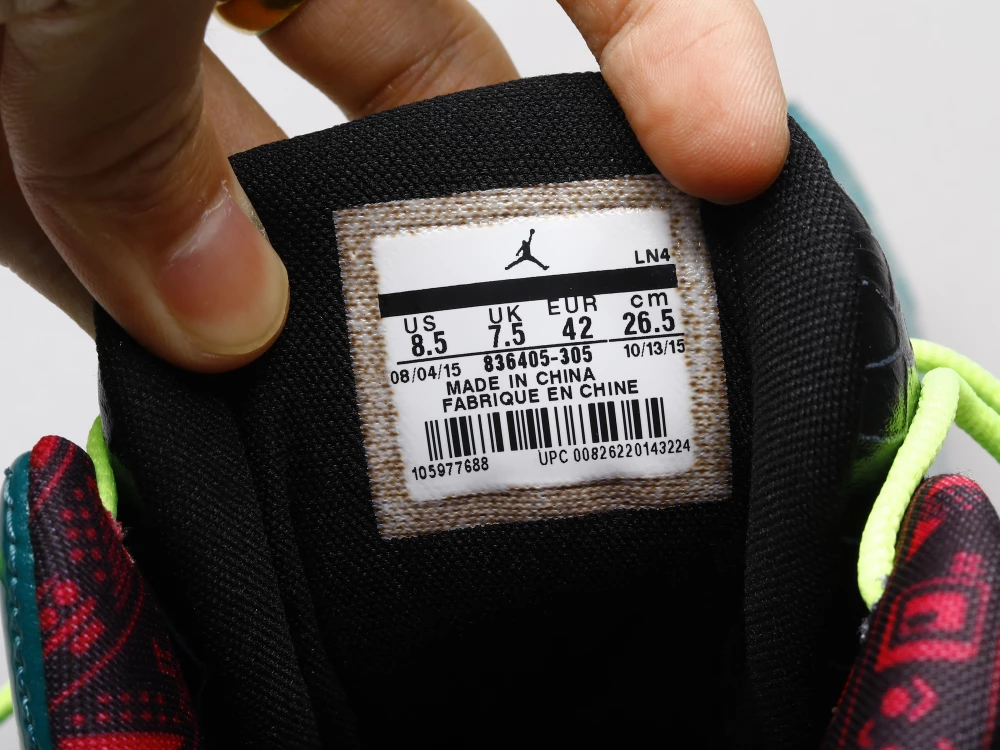 LN4
US UK EUR cm
8.5 7.5 42 26.5
08/04/15 836405-305 10/13/15
MADE IN CHINA
FABRIQUE EN CHINE
105977688 UPC 00826220143224